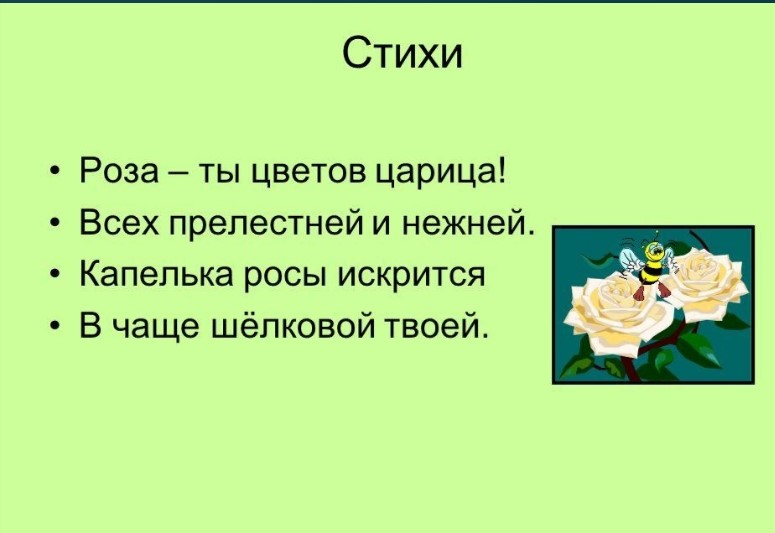 Стихи
• Роза – ты цветов царица!
• Всех прелестней и нежней.
• Капелька росы искрится
• В чаще шёлковой твоей.